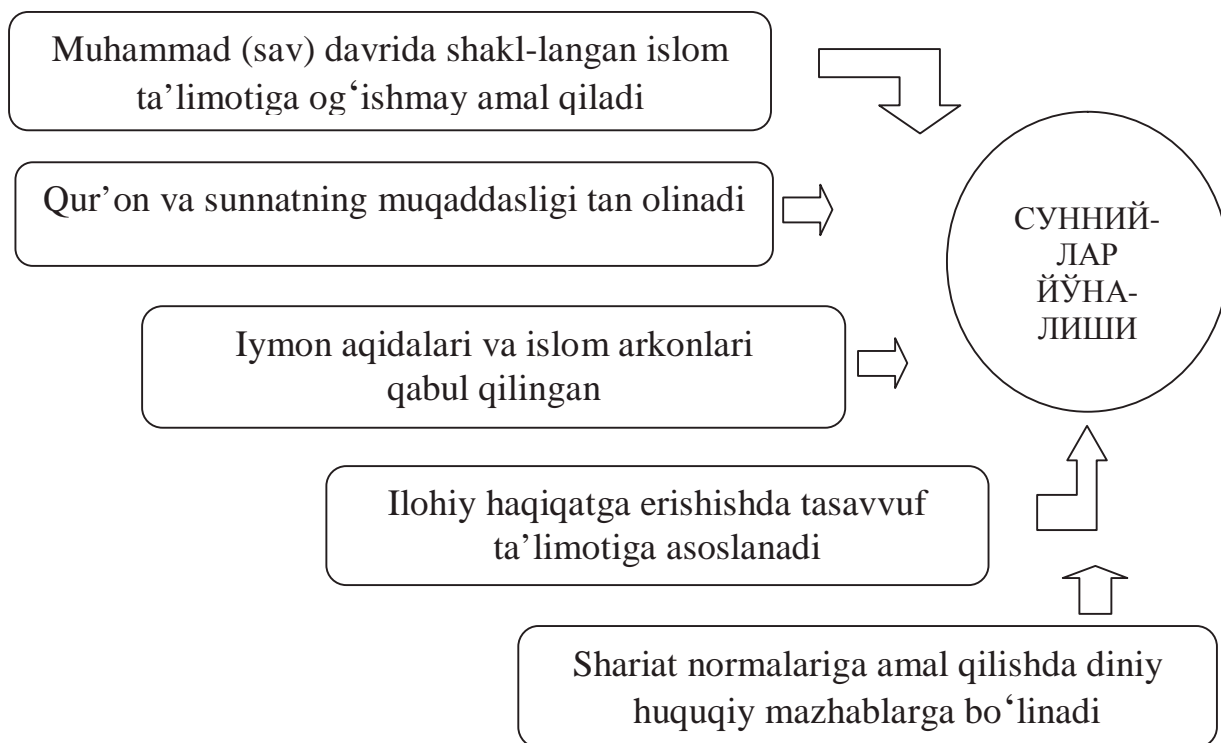 Muhammad (sav) davrida shakl-langan islom
ta’limotiga og‘ishmay amal qiladi
Qur’on va sunnatning muqaddasligi tan olinadi
СУННИЙ-
ЛАР
ЙЎНА-
ЛИШИ
Iymon aqidalari va islom arkonlari
qabul qilingan
Ilohiy haqiqatga erishishda tasavvuf
ta’limotiga asoslanadi
Shariat normalariga amal qilishda diniy
huquqiy mazhablarga bo‘linadi